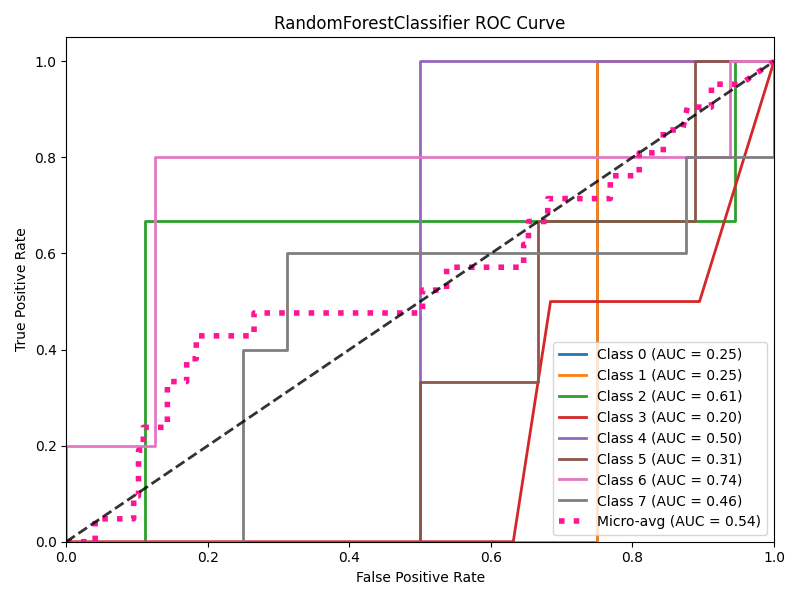 RandomForestClassifier ROC Curve
True Positive Rate
1.0
0.8
0.6
0.4
0.2
0.0
0.0 0.2 0.4 0.6 0.8 1.0
False Positive Rate
Class 0 (AUC = 0.25)
Class 1 (AUC = 0.25)
Class 2 (AUC = 0.61)
Class 3 (AUC = 0.20)
Class 4 (AUC = 0.50)
Class 5 (AUC = 0.31)
Class 6 (AUC = 0.74)
Class 7 (AUC = 0.46)
Micro-avg (AUC = 0.54)